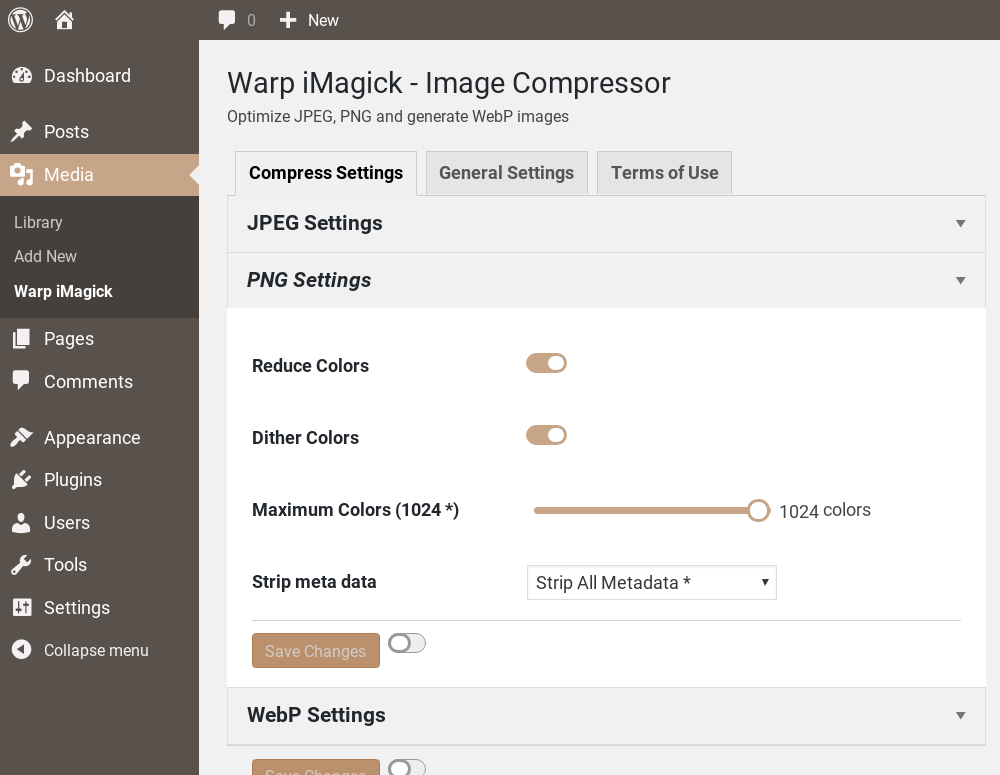 0 New
Dashboard
Posts
Media
Library
Add New
Warp iMagick
Pages
Comments
Appearance
Plugins
Users
Tools
Settings
Collapse menu
Warp iMagick - Image Compressor
Optimize JPEG, PNG and generate WebP images
Compress Settings General Settings Terms of Use
JPEG Settings
PNG Settings
Reduce Colors
Dither Colors
Maximum Colors (1024 *) 1024 colors
Strip meta data Strip All Metadata *
Save Changes
WebP Settings
Save Changes